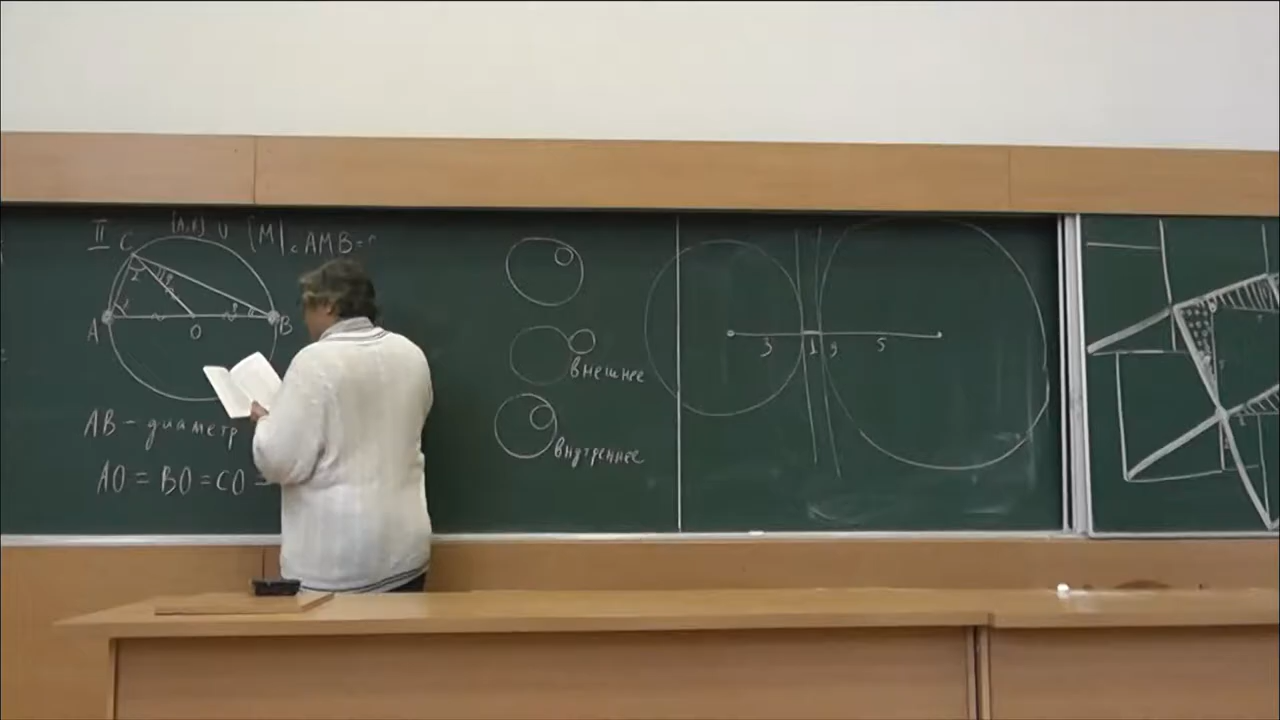 II
{A,B} ∪ {M| ∠AMB=
C
A
O
B
AB – диаметр
AO = BO = CO =
внешнее
внутреннее
3 1 9 5